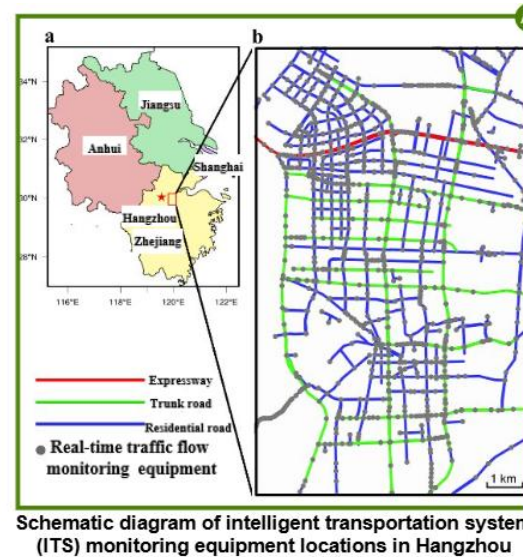 a
b
34°N
32°N
30°N
28°N
Jiangsu
Anhui
Shanghai
Hangzhou
Zhejiang
116°E
118°E
120°E
122°E
Expressway
Trunk road
Residential road
Real-time traffic flow
monitoring equipment
1 km
Schematic diagram of intelligent transportation system
(ITS) monitoring equipment locations in Hangzhou